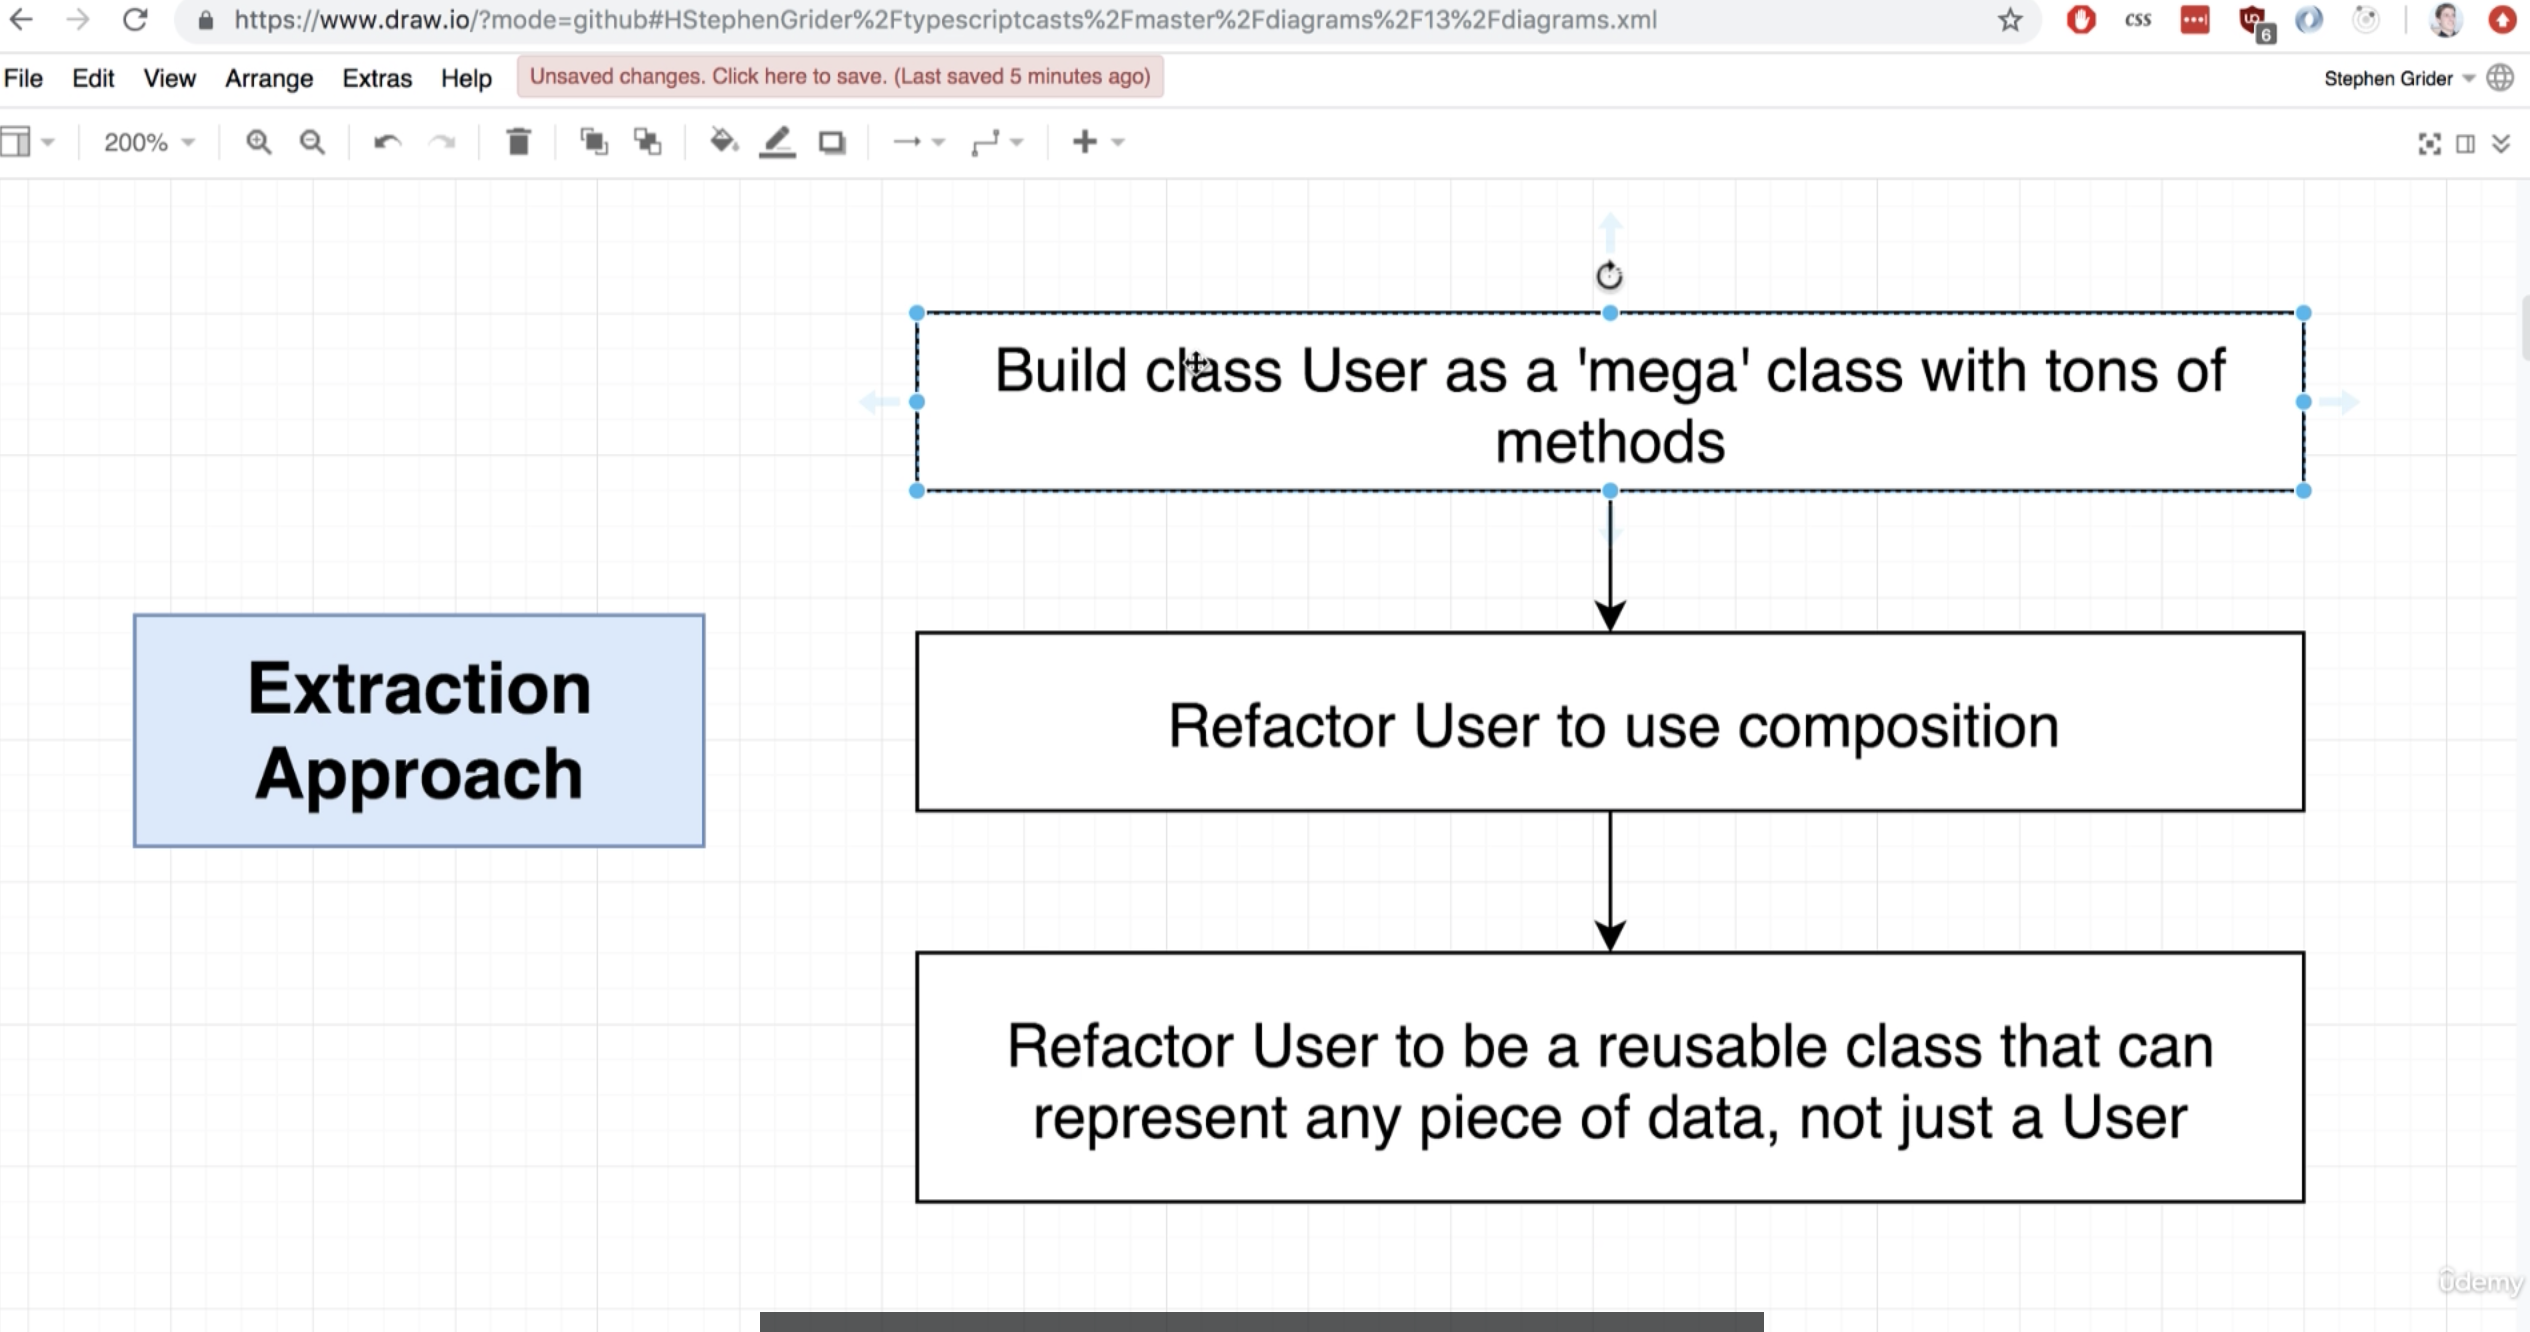 https://www.draw.io/?mode=github#HStephenGrider%2Ftypescriptcasts%2Fmaster%2Fdiagrams%2F13%2Fdiagrams.xml
css
6
File Edit View Arrange Extras Help Unsaved changes. Click here to save. (Last saved 5 minutes ago)
Stephen Grider
200%
Build class User as a 'mega' class with tons of
methods
Extraction
Approach
Refactor User to use composition
Refactor User to be a reusable class that can
represent any piece of data, not just a User
ûdemy